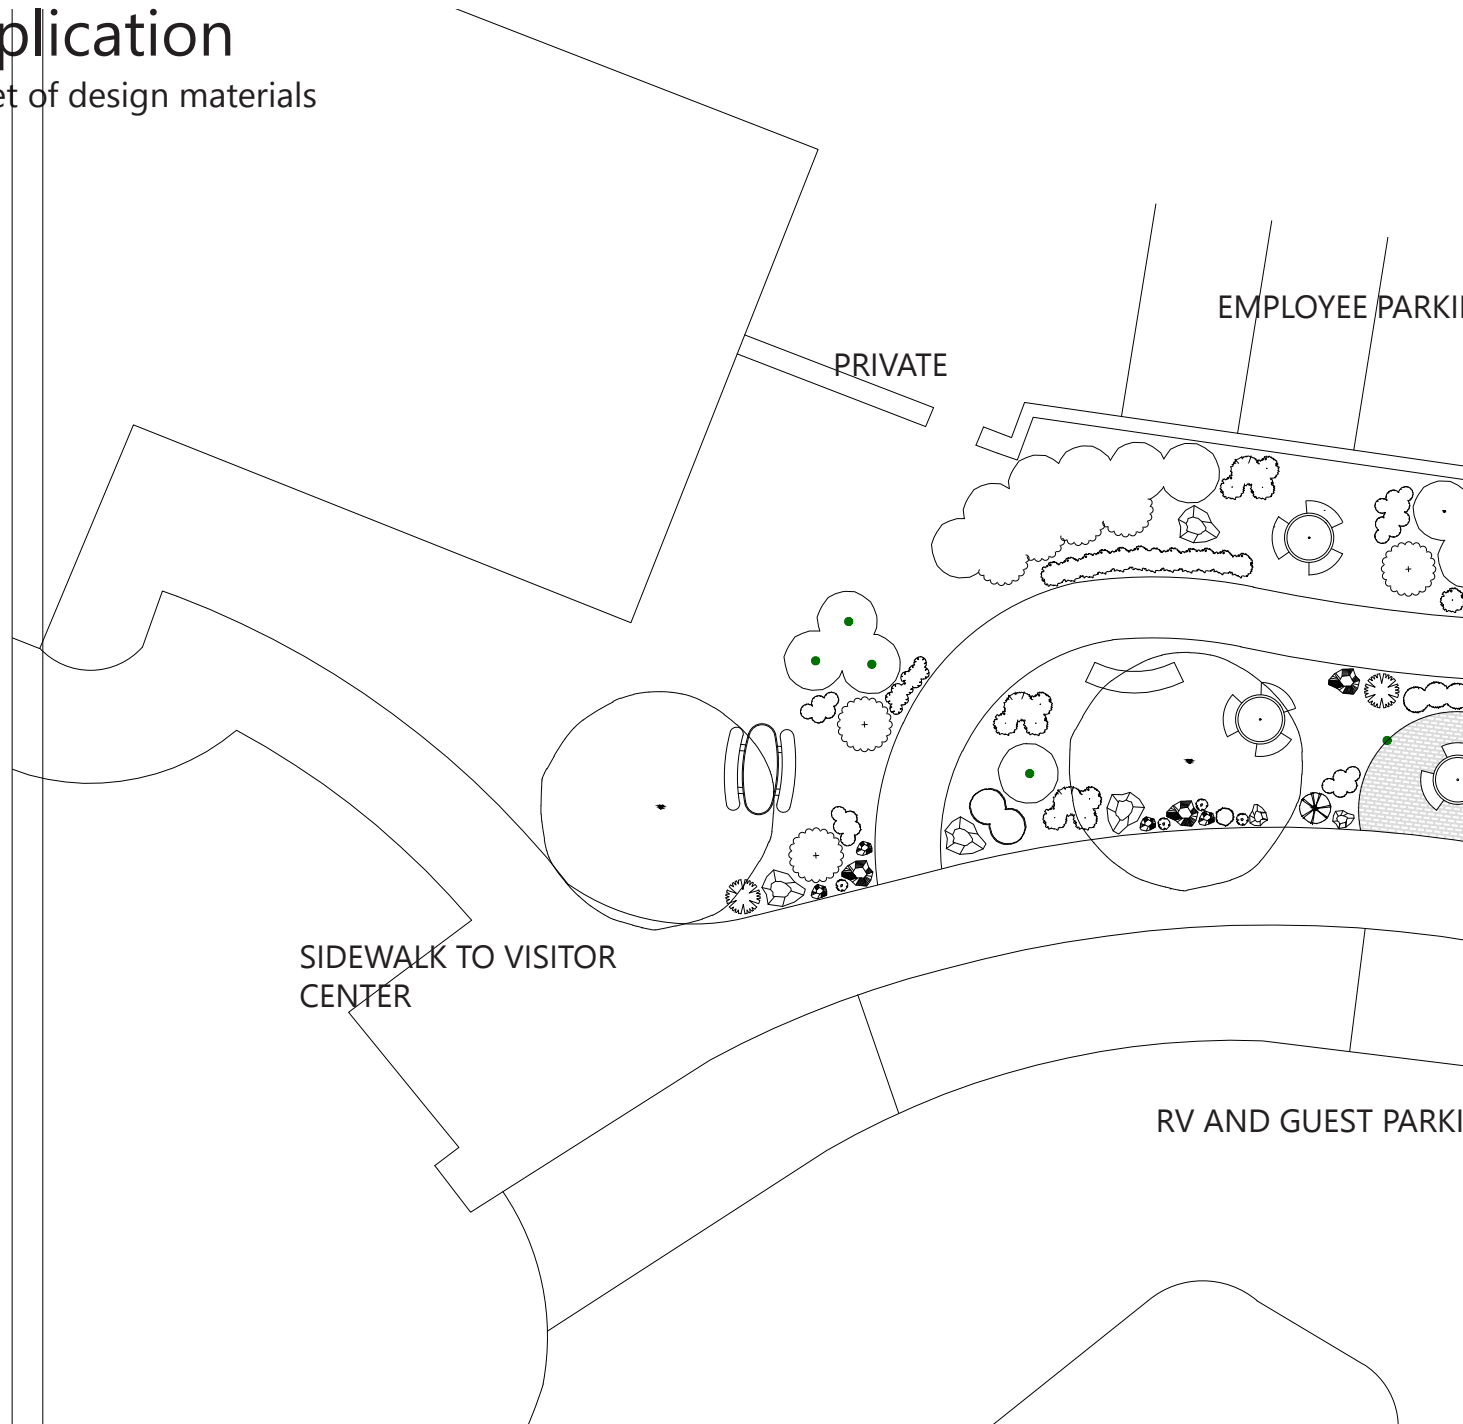 plication
et of design materials
EMPLOYEE PARKI
PRIVATE
SIDEWALK TO VISITOR
CENTER
RV AND GUEST PARKI